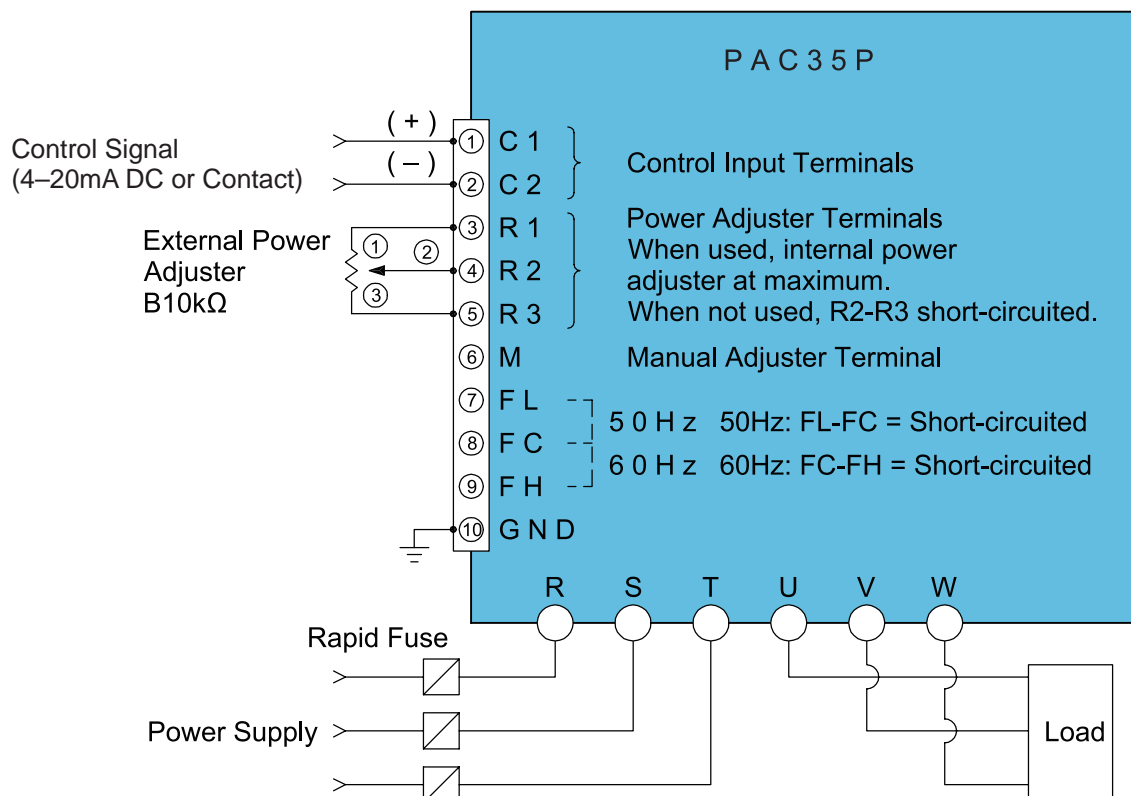 PAC35P
Control Signal
(4–20mA DC or Contact)
(+)
(–)
① C1
② C2
Control Input Terminals
External Power
Adjuster
B10kΩ
①
②
③
③ R1
④ R2
⑤ R3
Power Adjuster Terminals
When used, internal power
adjuster at maximum.
When not used, R2-R3 short-circuited.
⑥ M
Manual Adjuster Terminal
⑦ FL
⑧ FC
⑨ FH
50Hz 50Hz: FL-FC = Short-circuited
60Hz 60Hz: FC-FH = Short-circuited
⑩ GND
R S T U V W
Rapid Fuse
Power Supply
Load